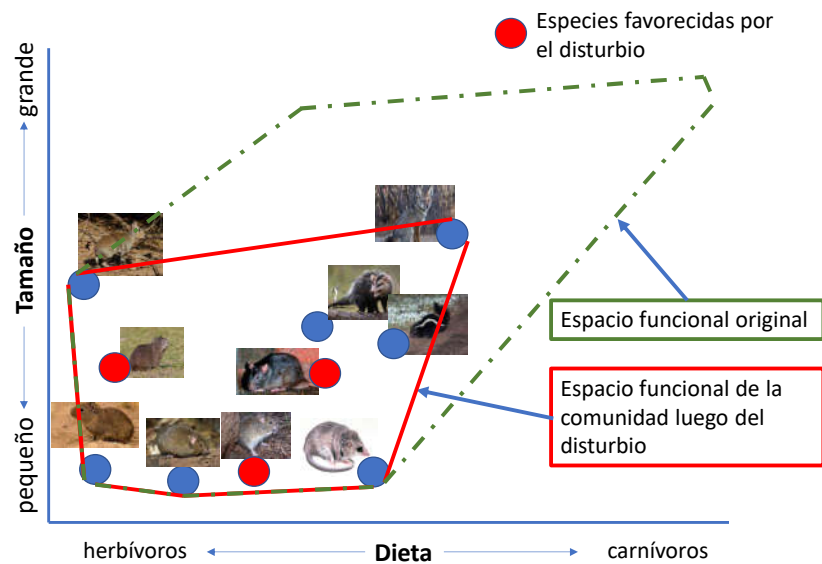 Especies favorecidas por
el disturbio
grande
Tamaño
pequeño
Espacio funcional original
Espacio funcional de la
comunidad luego del
disturbio
herbívoros
Dieta
carnívoros